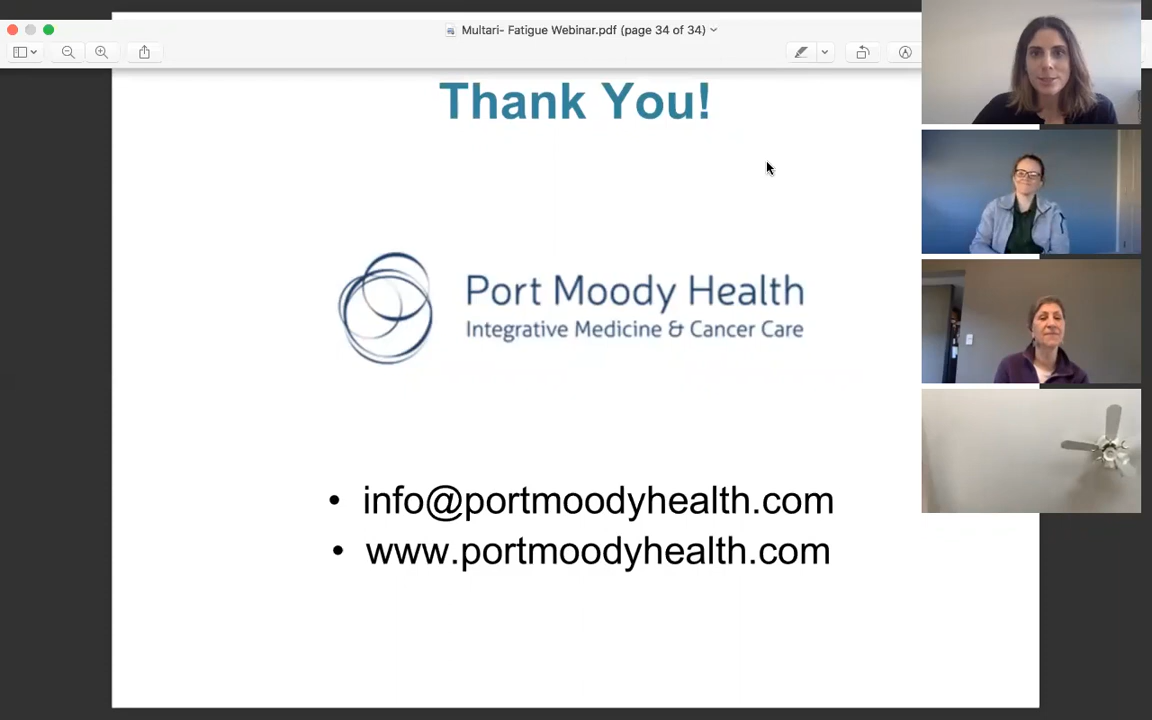 Multari- Fatigue Webinar.pdf (page 34 of 34)
Thank You!
Port Moody Health
Integrative Medicine & Cancer Care
• info@portmoodyhealth.com
• www.portmoodyhealth.com